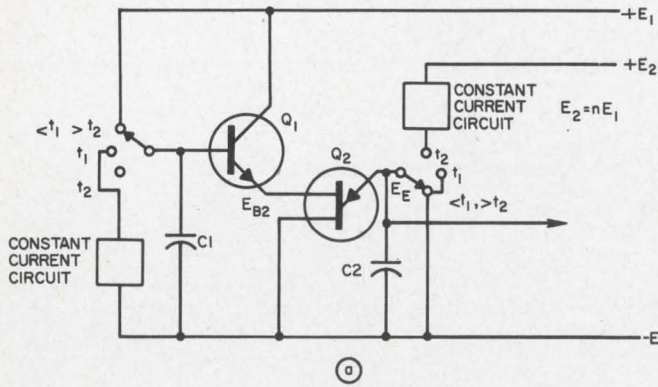 +E1
+E2
CONSTANT
CURRENT
CIRCUIT
E2=nE1
Q1
<t1 >t2
t1
t2
Q2
t2
t1
EE
<t1,>t2
EB2
CONSTANT
CURRENT
CIRCUIT
C1
C2
-E
a